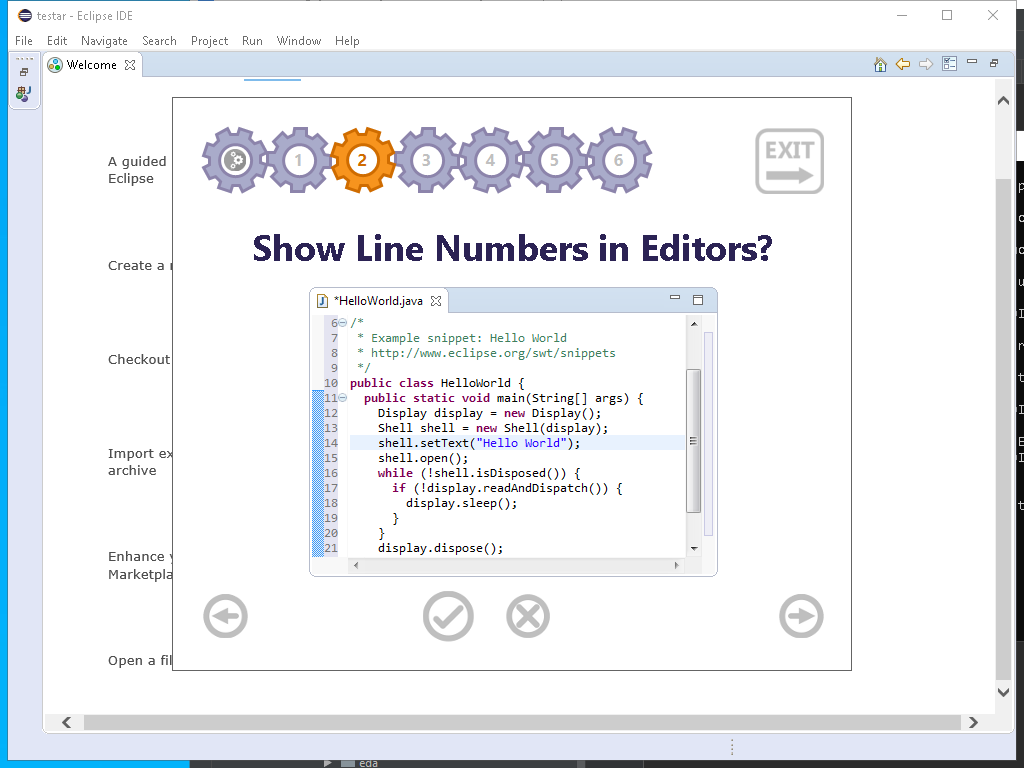 testar - Eclipse IDE
File Edit Navigate Search Project Run Window Help
Welcome
1 2 3 4 5 6
EXIT
A guided
Eclipse
Show Line Numbers in Editors?
Create a
*HelloWorld.java
6 /*
7 * Example snippet: Hello World
8 * http://www.eclipse.org/swt/snippets
9 */
10 public class HelloWorld {
11 public static void main(String[] args) {
12 Display display = new Display();
13 Shell shell = new Shell(display);
14 shell.setText("Hello World");
15 shell.open();
16 while (!shell.isDisposed()) {
17 if (!display.readAndDispatch()) {
18 display.sleep();
19 }
20 }
21 display.dispose();
Checkout
Import ex
archive
Enhance
Marketpla
Open a fil
eda